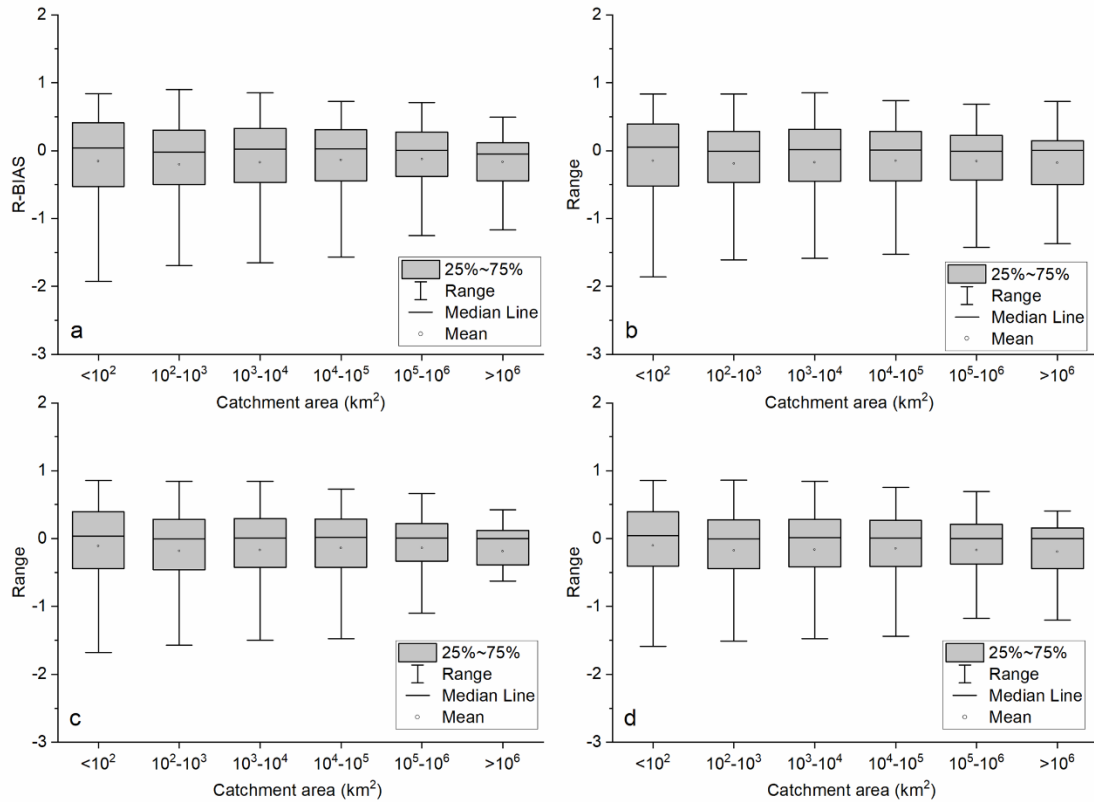 2
1
0
-1
-2
-3
R-BIAS
25%~75%
Range
Median Line
Mean
a
<10² 10²-10³ 10³-10⁴ 10⁴-10⁵ 10⁵-10⁶ >10⁶
Catchment area (km²)
2
1
0
-1
-2
-3
Range
25%~75%
Range
Median Line
Mean
b
<10² 10²-10³ 10³-10⁴ 10⁴-10⁵ 10⁵-10⁶ >10⁶
Catchment area (km²)
2
1
0
-1
-2
-3
Range
25%~75%
Range
Median Line
Mean
c
<10² 10²-10³ 10³-10⁴ 10⁴-10⁵ 10⁵-10⁶ >10⁶
Catchment area (km²)
2
1
0
-1
-2
-3
Range
25%~75%
Range
Median Line
Mean
d
<10² 10²-10³ 10³-10⁴ 10⁴-10⁵ 10⁵-10⁶ >10⁶
Catchment area (km²)